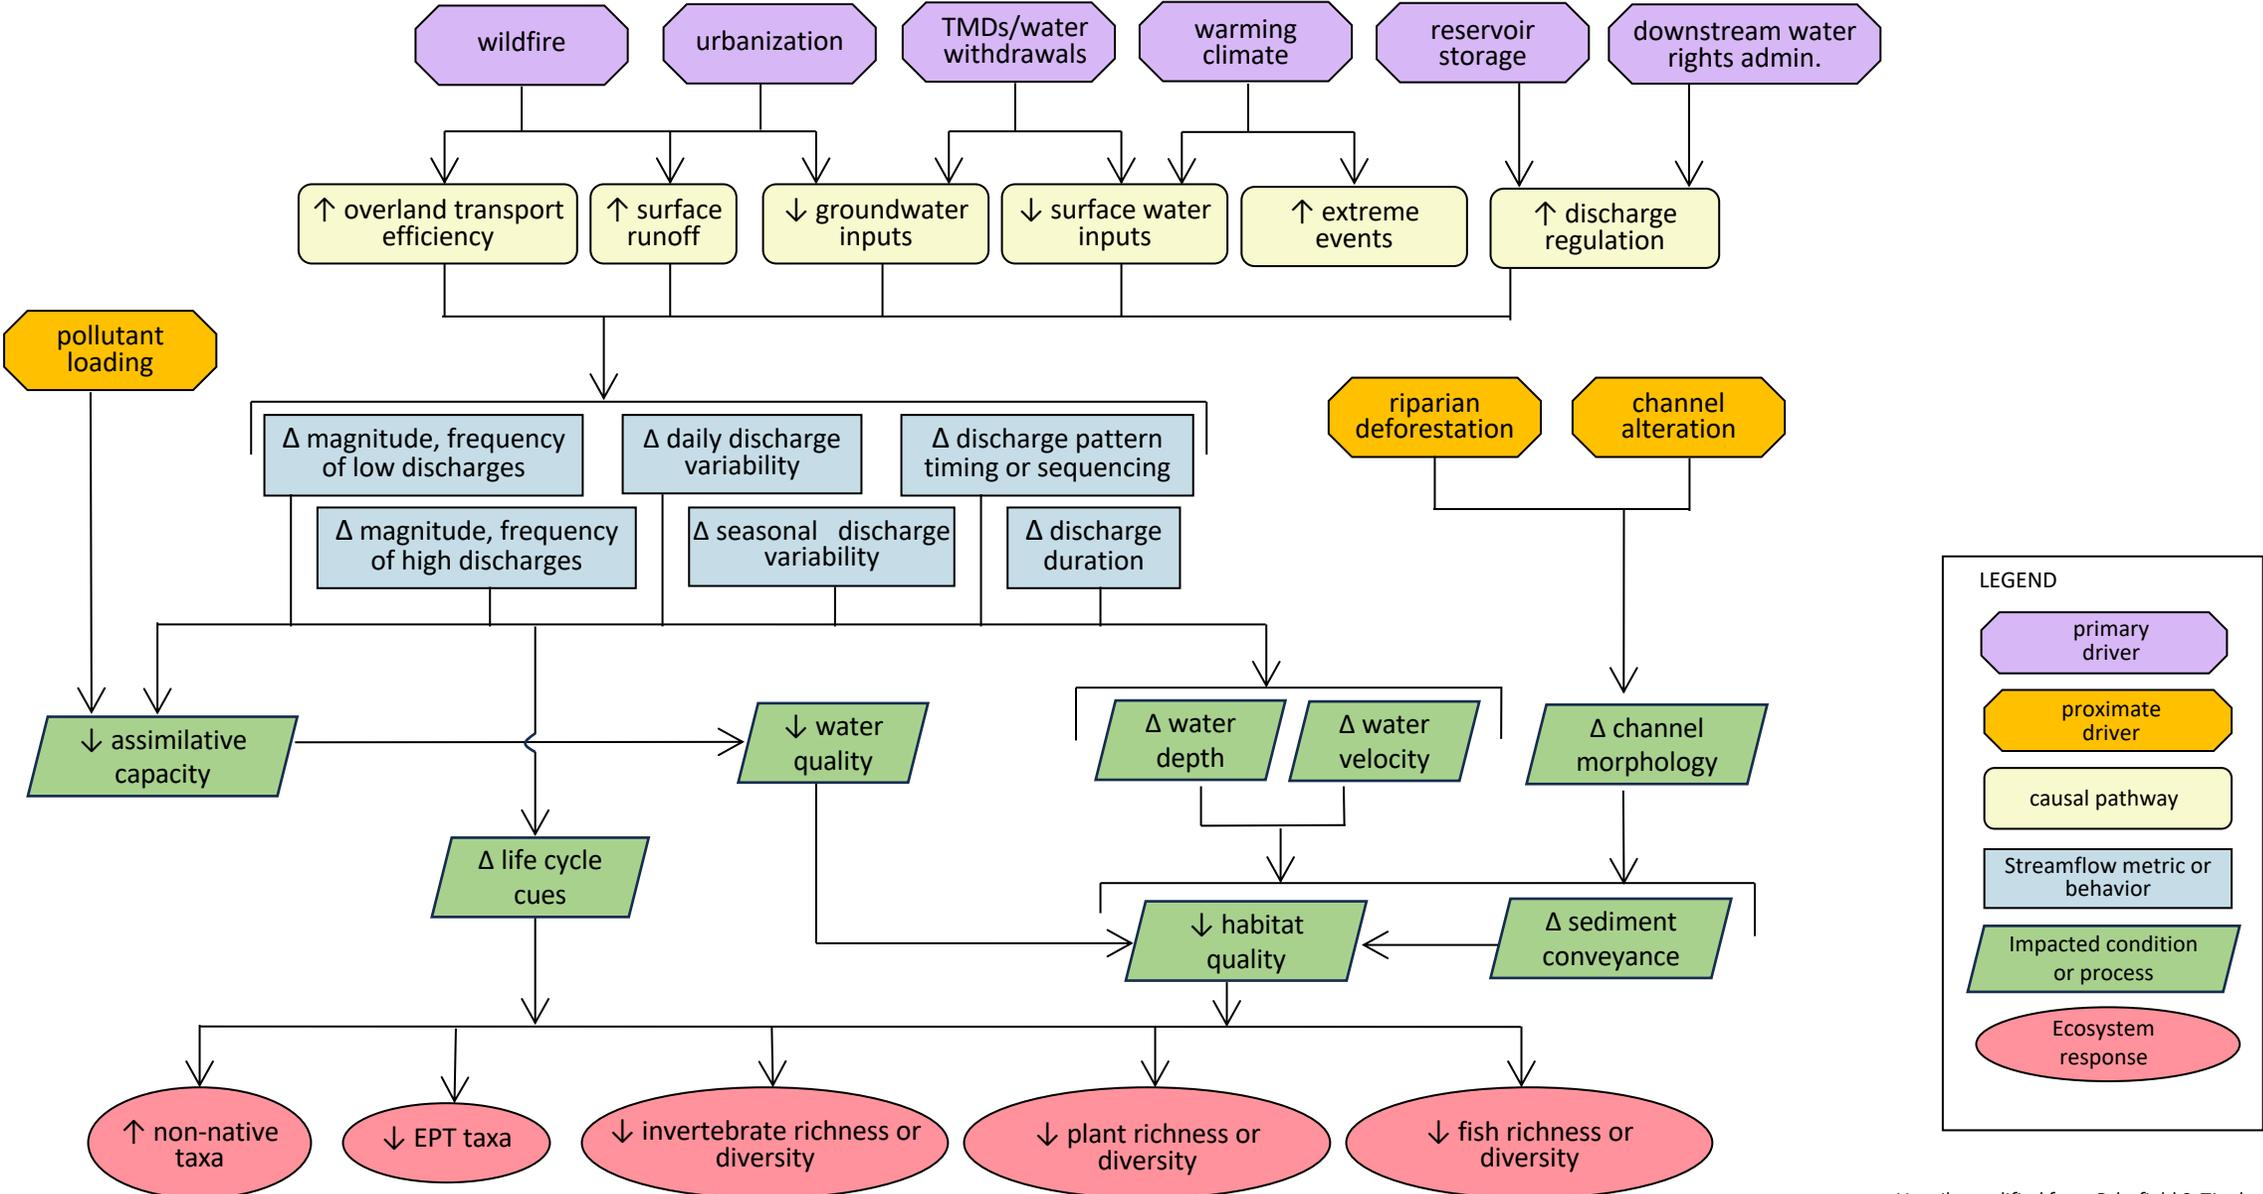 wildfire
urbanization
TMDs/water
withdrawals
warming
climate
reservoir
storage
downstream water
rights admin.
↑ overland transport
efficiency
↑ surface
runoff
↓ groundwater
inputs
↓ surface water
inputs
↑ extreme
events
↑ discharge
regulation
pollutant
loading
riparian
deforestation
channel
alteration
Δ magnitude, frequency
of low discharges
Δ daily discharge
variability
Δ discharge pattern
timing or sequencing
Δ magnitude, frequency
of high discharges
Δ seasonal discharge
variability
Δ discharge
duration
↓ assimilative
capacity
↓ water
quality
Δ water
depth
Δ water
velocity
Δ channel
morphology
Δ life cycle
cues
↓ habitat
quality
Δ sediment
conveyance
↑ non-native
taxa
↓ EPT taxa
↓ invertebrate richness or
diversity
↓ plant richness or
diversity
↓ fish richness or
diversity
LEGEND
primary
driver
proximate
driver
causal pathway
Streamflow metric or
behavior
Impacted condition
or process
Ecosystem
response